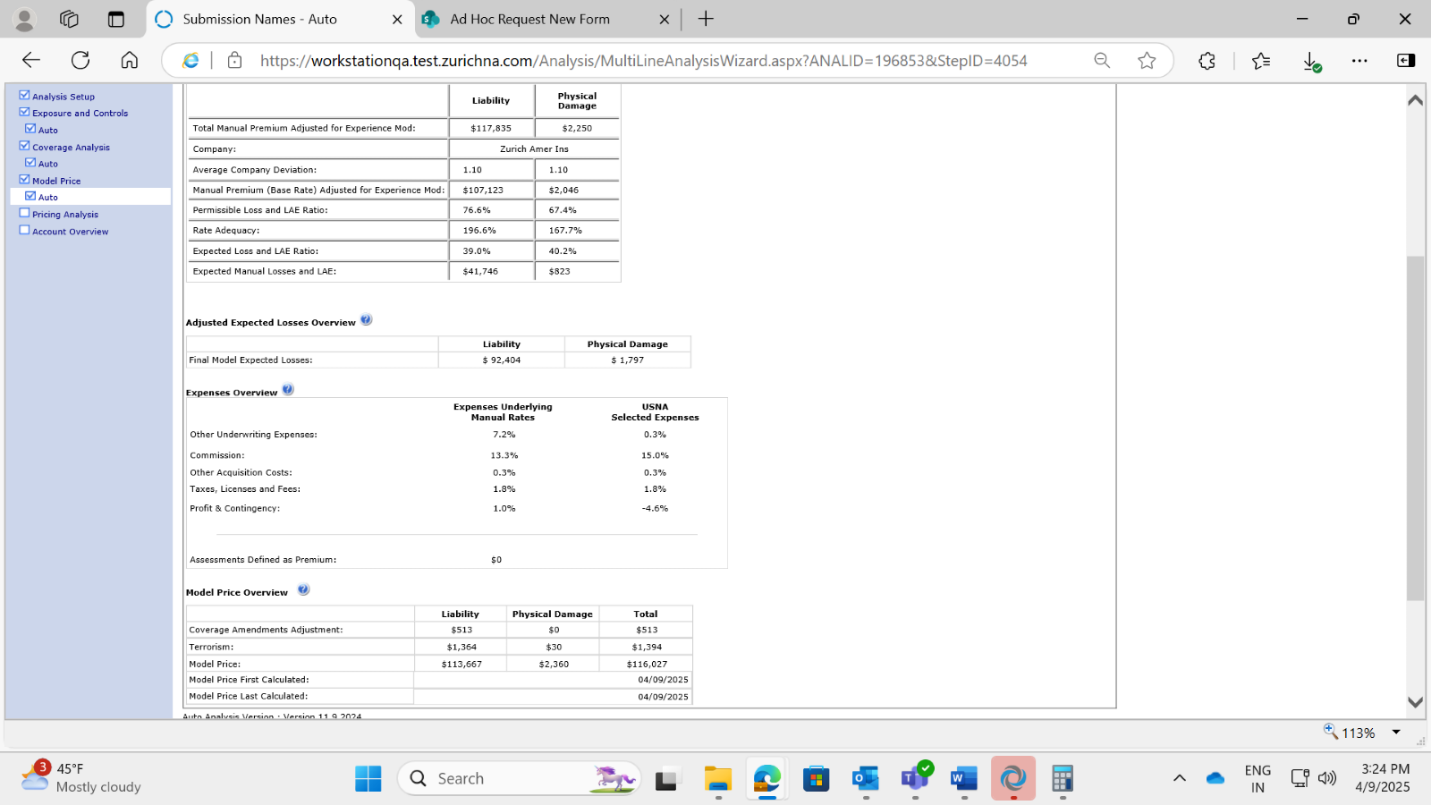 Submission Names - Auto
Ad Hoc Request New Form
https://workstationqa.test.zurichna.com/Analysis/MultiLineAnalysisWizard.aspx?ANALID=196853&StepID=4054
Analysis Setup
Exposure and Controls
Auto
Coverage Analysis
Auto
Model Price
Auto
Pricing Analysis
Account Overview
Liability Physical Damage
Total Manual Premium Adjusted for Experience Mod: $117,835 $2,250
Company: Zurich Amer Ins
Average Company Deviation: 1.10 1.10
Manual Premium (Base Rate) Adjusted for Experience Mod: $107,123 $2,046
Permissible Loss and LAE Ratio: 76.6% 67.4%
Rate Adequacy: 196.6% 167.7%
Expected Loss and LAE Ratio: 39.0% 40.2%
Expected Manual Losses and LAE: $41,746 $823
Adjusted Expected Losses Overview ?
Liability Physical Damage
Final Model Expected Losses: $ 92,404 $ 1,797
Expenses Overview ?
Expenses Underlying Manual Rates USNA Selected Expenses
Other Underwriting Expenses: 7.2% 0.3%
Commission: 13.3% 15.0%
Other Acquisition Costs: 0.3% 0.3%
Taxes, Licenses and Fees: 1.8% 1.8%
Profit & Contingency: 1.0% -4.6%
Assessments Defined as Premium: $0
Model Price Overview ?
Liability Physical Damage Total
Coverage Amendments Adjustment: $513 $0 $513
Terrorism: $1,364 $30 $1,394
Model Price: $113,667 $2,360 $116,027
Model Price First Calculated: 04/09/2025
Model Price Last Calculated: 04/09/2025
Auto Analysis Version : Version 11.9.2024
113%
3
45°F
Mostly cloudy
Search
ENG
IN
3:24 PM
4/9/2025